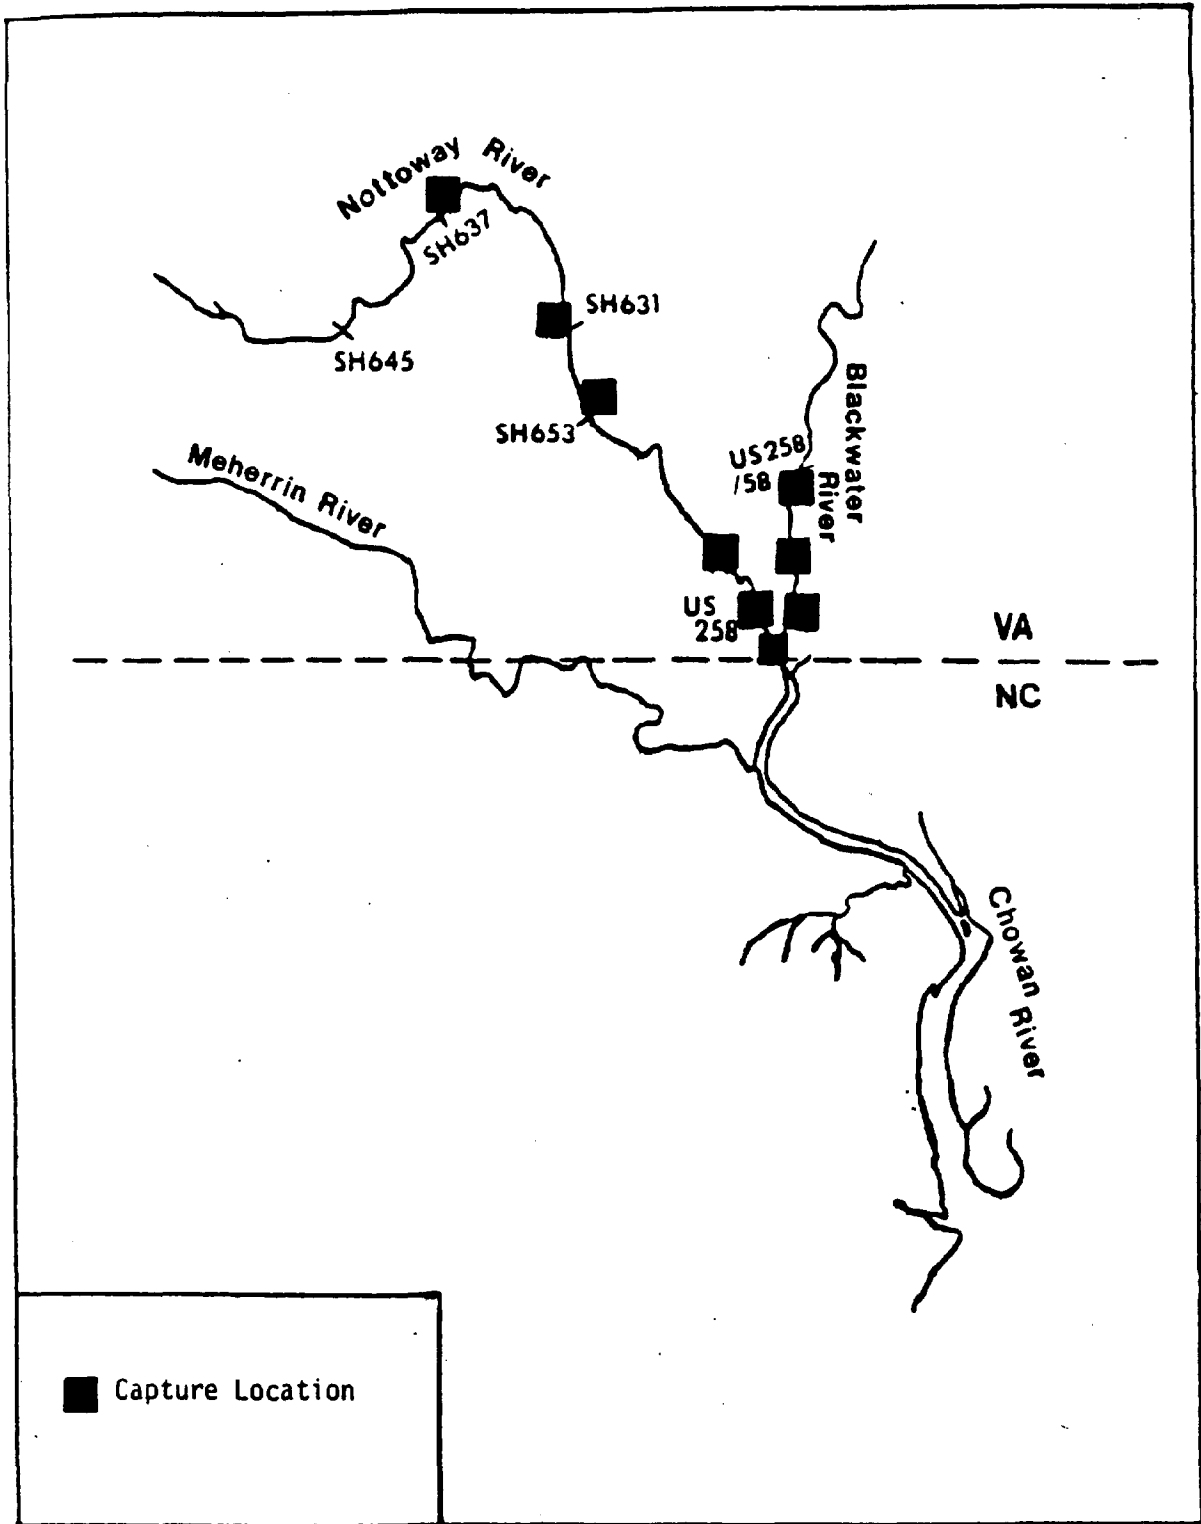 Nottoway River
SH637
SH631
SH645
SH653
Meherrin River
US258
/58
Blackwater
River
US
258
VA
NC
Chowan River
Capture Location